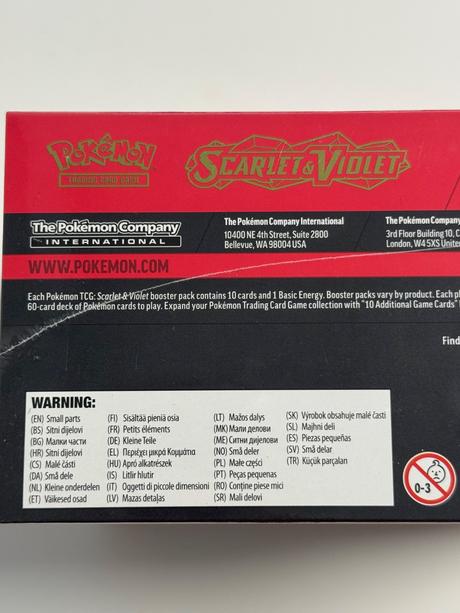 Pokémon
TRADING CARD GAME
SCARLET & VIOLET
The Pokémon Company
INTERNATIONAL
The Pokémon Company International
10400 NE 4th Street, Suite 2800
Bellevue, WA 98004 USA
The Pokémon Company
3rd Floor Building 10, C
London, W4 5XS United
WWW.POKEMON.COM
Each Pokémon TCG: Scarlet & Violet booster pack contains 10 cards and 1 Basic Energy. Booster packs vary by product. Each pl
60-card deck of Pokémon cards to play. Expand your Pokémon Trading Card Game collection with "10 Additional Game Cards"
Find
WARNING:
(EN) Small parts
(BS) Sitni dijelovi
(BG) Малки части
(HR) Sitni dijelovi
(CS) Malé části
(DA) Små dele
(NL) Kleine onderdelen
(ET) Väikesed osad
(FI) Sisältää pieniä osia
(FR) Petits éléments
(DE) Kleine Teile
(EL) Περιέχει μικρά Κομμάτια
(HU) Apró alkatrészek
(IS) Litlir hlutir
(IT) Oggetti di piccole dimensioni
(LV) Mazas detaļas
(LT) Mažos dalys
(MK) Мали делови
(ME) Ситни дијелови
(NO) Små deler
(PL) Małe części
(PT) Peças pequenas
(RO) Conține piese mici
(SR) Mali delovi
(SK) Výrobok obsahuje malé časti
(SL) Majhni deli
(ES) Piezas pequeñas
(SV) Små delar
(TR) Küçük parçaları
0-3